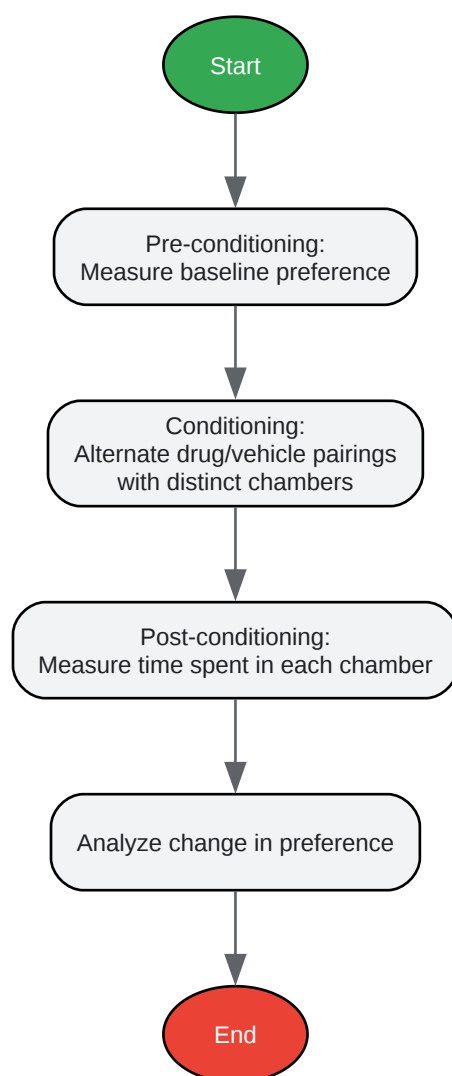 Start
Pre-conditioning:
Measure baseline preference
Conditioning:
Alternate drug/vehicle pairings
with distinct chambers
Post-conditioning:
Measure time spent in each chamber
Analyze change in preference
End